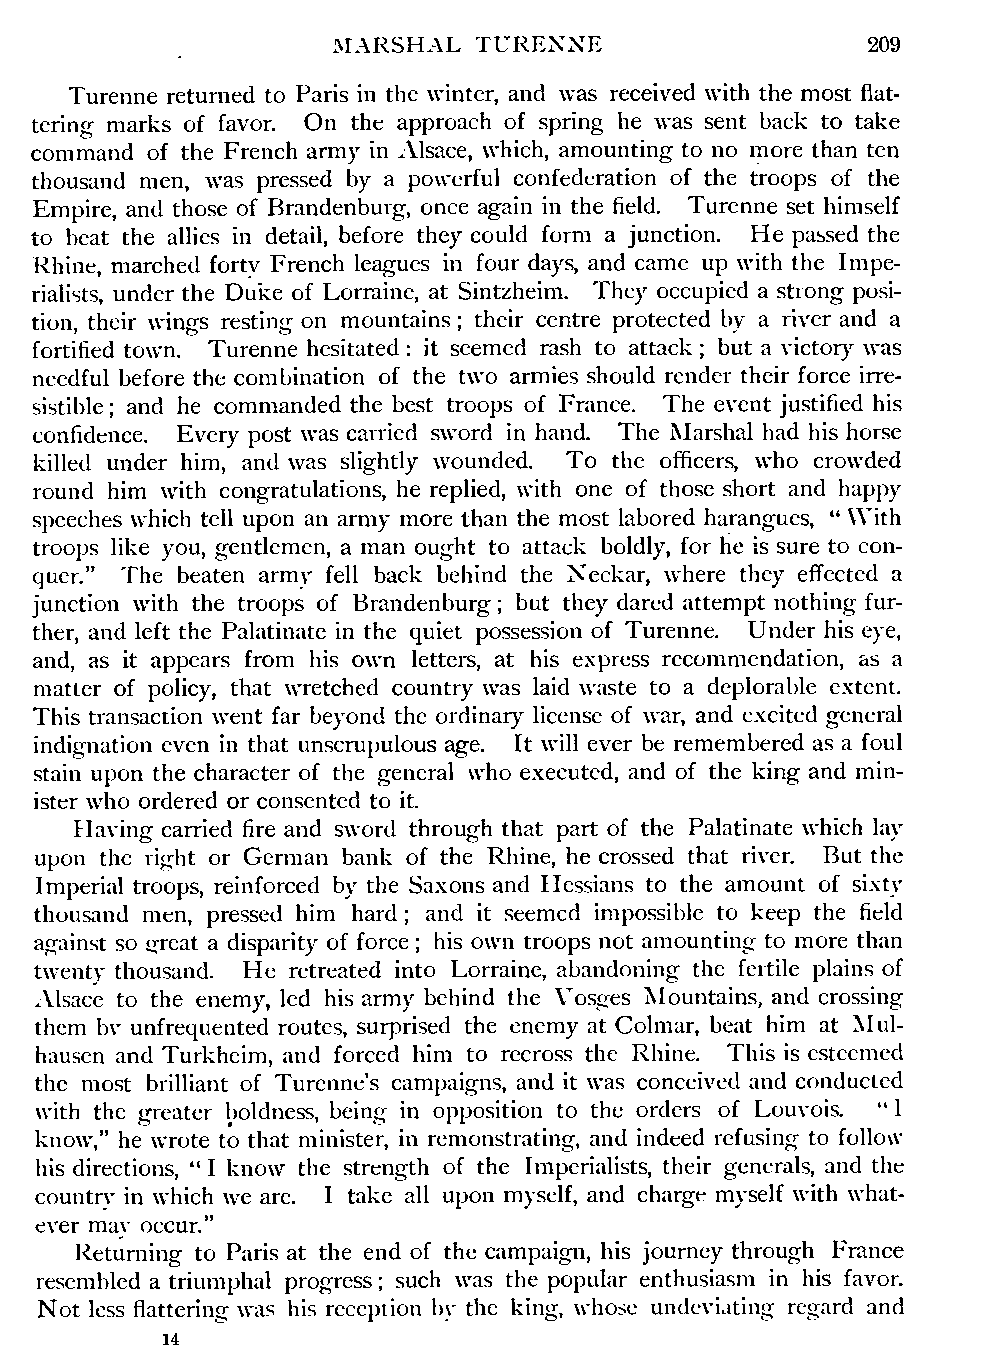 MARSHAL TURENNE 209
Turenne returned to Paris in the winter, and was received with the most flat-
tering marks of favor. On the approach of spring he was sent back to take
command of the French army in Alsace, which, amounting to no more than ten
thousand men, was pressed by a powerful confederation of the troops of the
Empire, and those of Brandenburg, once again in the field. Turenne set himself
to beat the allies in detail, before they could form a junction. He passed the
Rhine, marched forty French leagues in four days, and came up with the Impe-
rialists, under the Duke of Lorraine, at Sintzheim. They occupied a strong posi-
tion, their wings resting on mountains; their centre protected by a river and a
fortified town. Turenne hesitated: it seemed rash to attack; but a victory was
needful before the combination of the two armies should render their force irre-
sistible; and he commanded the best troops of France. The event justified his
confidence. Every post was carried sword in hand. The Marshal had his horse
killed under him, and was slightly wounded. To the officers, who crowded
round him with congratulations, he replied, with one of those short and happy
speeches which tell upon an army more than the most labored harangues, "With
troops like you, gentlemen, a man ought to attack boldly, for he is sure to con-
quer." The beaten army fell back behind the Neckar, where they effected a
junction with the troops of Brandenburg; but they dared attempt nothing fur-
ther, and left the Palatinate in the quiet possession of Turenne. Under his eye,
and, as it appears from his own letters, at his express recommendation, as a
matter of policy, that wretched country was laid waste to a deplorable extent.
This transaction went far beyond the ordinary license of war, and excited general
indignation even in that unscrupulous age. It will ever be remembered as a foul
stain upon the character of the general who executed, and of the king and min-
ister who ordered or consented to it.
Having carried fire and sword through that part of the Palatinate which lay
upon the right or German bank of the Rhine, he crossed that river. But the
Imperial troops, reinforced by the Saxons and Hessians to the amount of sixty
thousand men, pressed him hard; and it seemed impossible to keep the field
against so great a disparity of force; his own troops not amounting to more than
twenty thousand. He retreated into Lorraine, abandoning the fertile plains of
Alsace to the enemy, led his army behind the Vosges Mountains, and crossing
them by unfrequented routes, surprised the enemy at Colmar, beat him at Mul-
hausen and Turkheim, and forced him to recross the Rhine. This is esteemed
the most brilliant of Turenne's campaigns, and it was conceived and conducted
with the greater boldness, being in opposition to the orders of Louvois. "I
know," he wrote to that minister, in remonstrating, and indeed refusing to follow
his directions, "I know the strength of the Imperialists, their generals, and the
country in which we are. I take all upon myself, and charge myself with what-
ever may occur."
Returning to Paris at the end of the campaign, his journey through France
resembled a triumphal progress; such was the popular enthusiasm in his favor.
Not less flattering was his reception by the king, whose undeviating regard and
14